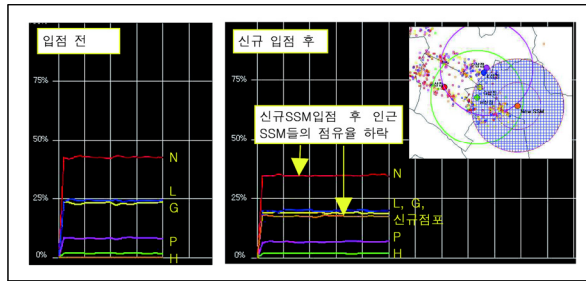 입점 전
75%
50%
25%
0%
N
L
G
P
H
신규 입점 후
75%
50%
25%
0%
신규SSM입점 후 인근
SSM들의 점유율 하락
N
L, G,
신규점포
P
H
New SSM